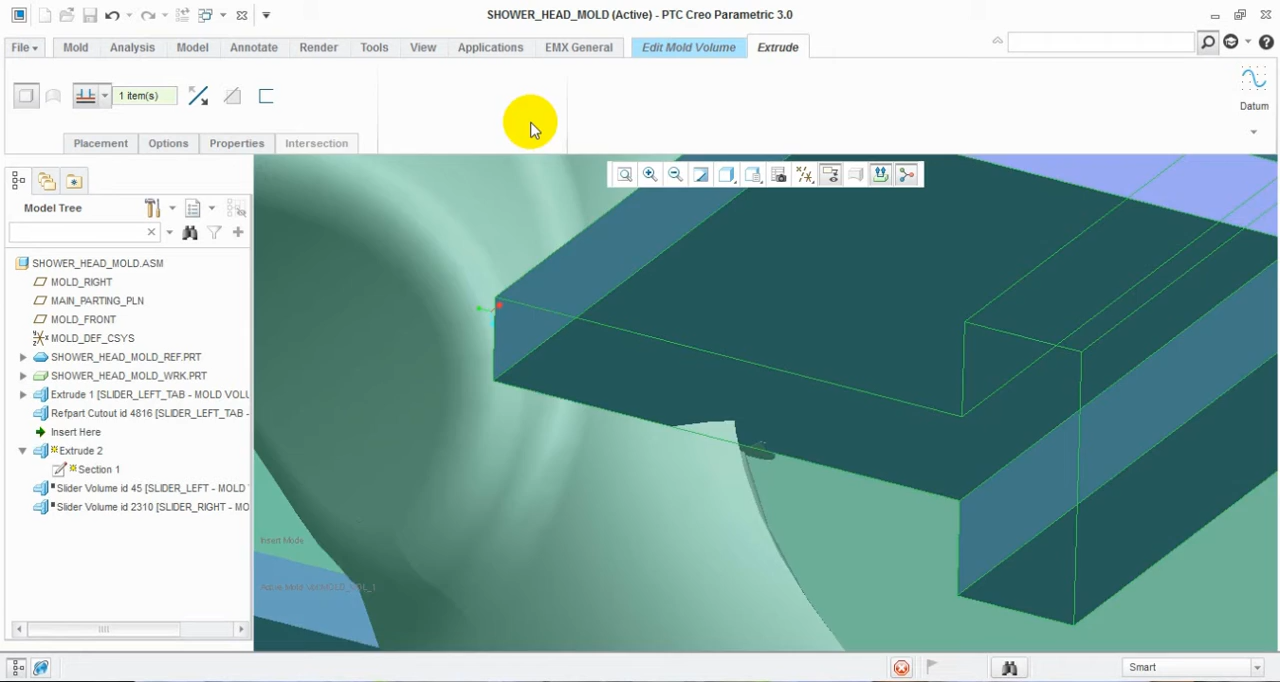 SHOWER_HEAD_MOLD (Active) - PTC Creo Parametric 3.0
File Mold Analysis Model Annotate Render Tools View Applications EMX General Edit Mold Volume Extrude
1 item(s)
Datum
Placement Options Properties Intersection
Model Tree
SHOWER_HEAD_MOLD.ASM
MOLD_RIGHT
MAIN_PARTING_PLN
MOLD_FRONT
MOLD_DEF_CSYS
SHOWER_HEAD_MOLD_REF.PRT
SHOWER_HEAD_MOLD_WRK.PRT
Extrude 1 [SLIDER_LEFT_TAB - MOLD VOLU
Refpart Cutout id 4816 [SLIDER_LEFT_TAB -
Insert Here
Extrude 2
Section 1
Slider Volume id 45 [SLIDER_LEFT - MOLD
Slider Volume id 2310 [SLIDER_RIGHT - MO
Insert Mode
Active Mold
Smart